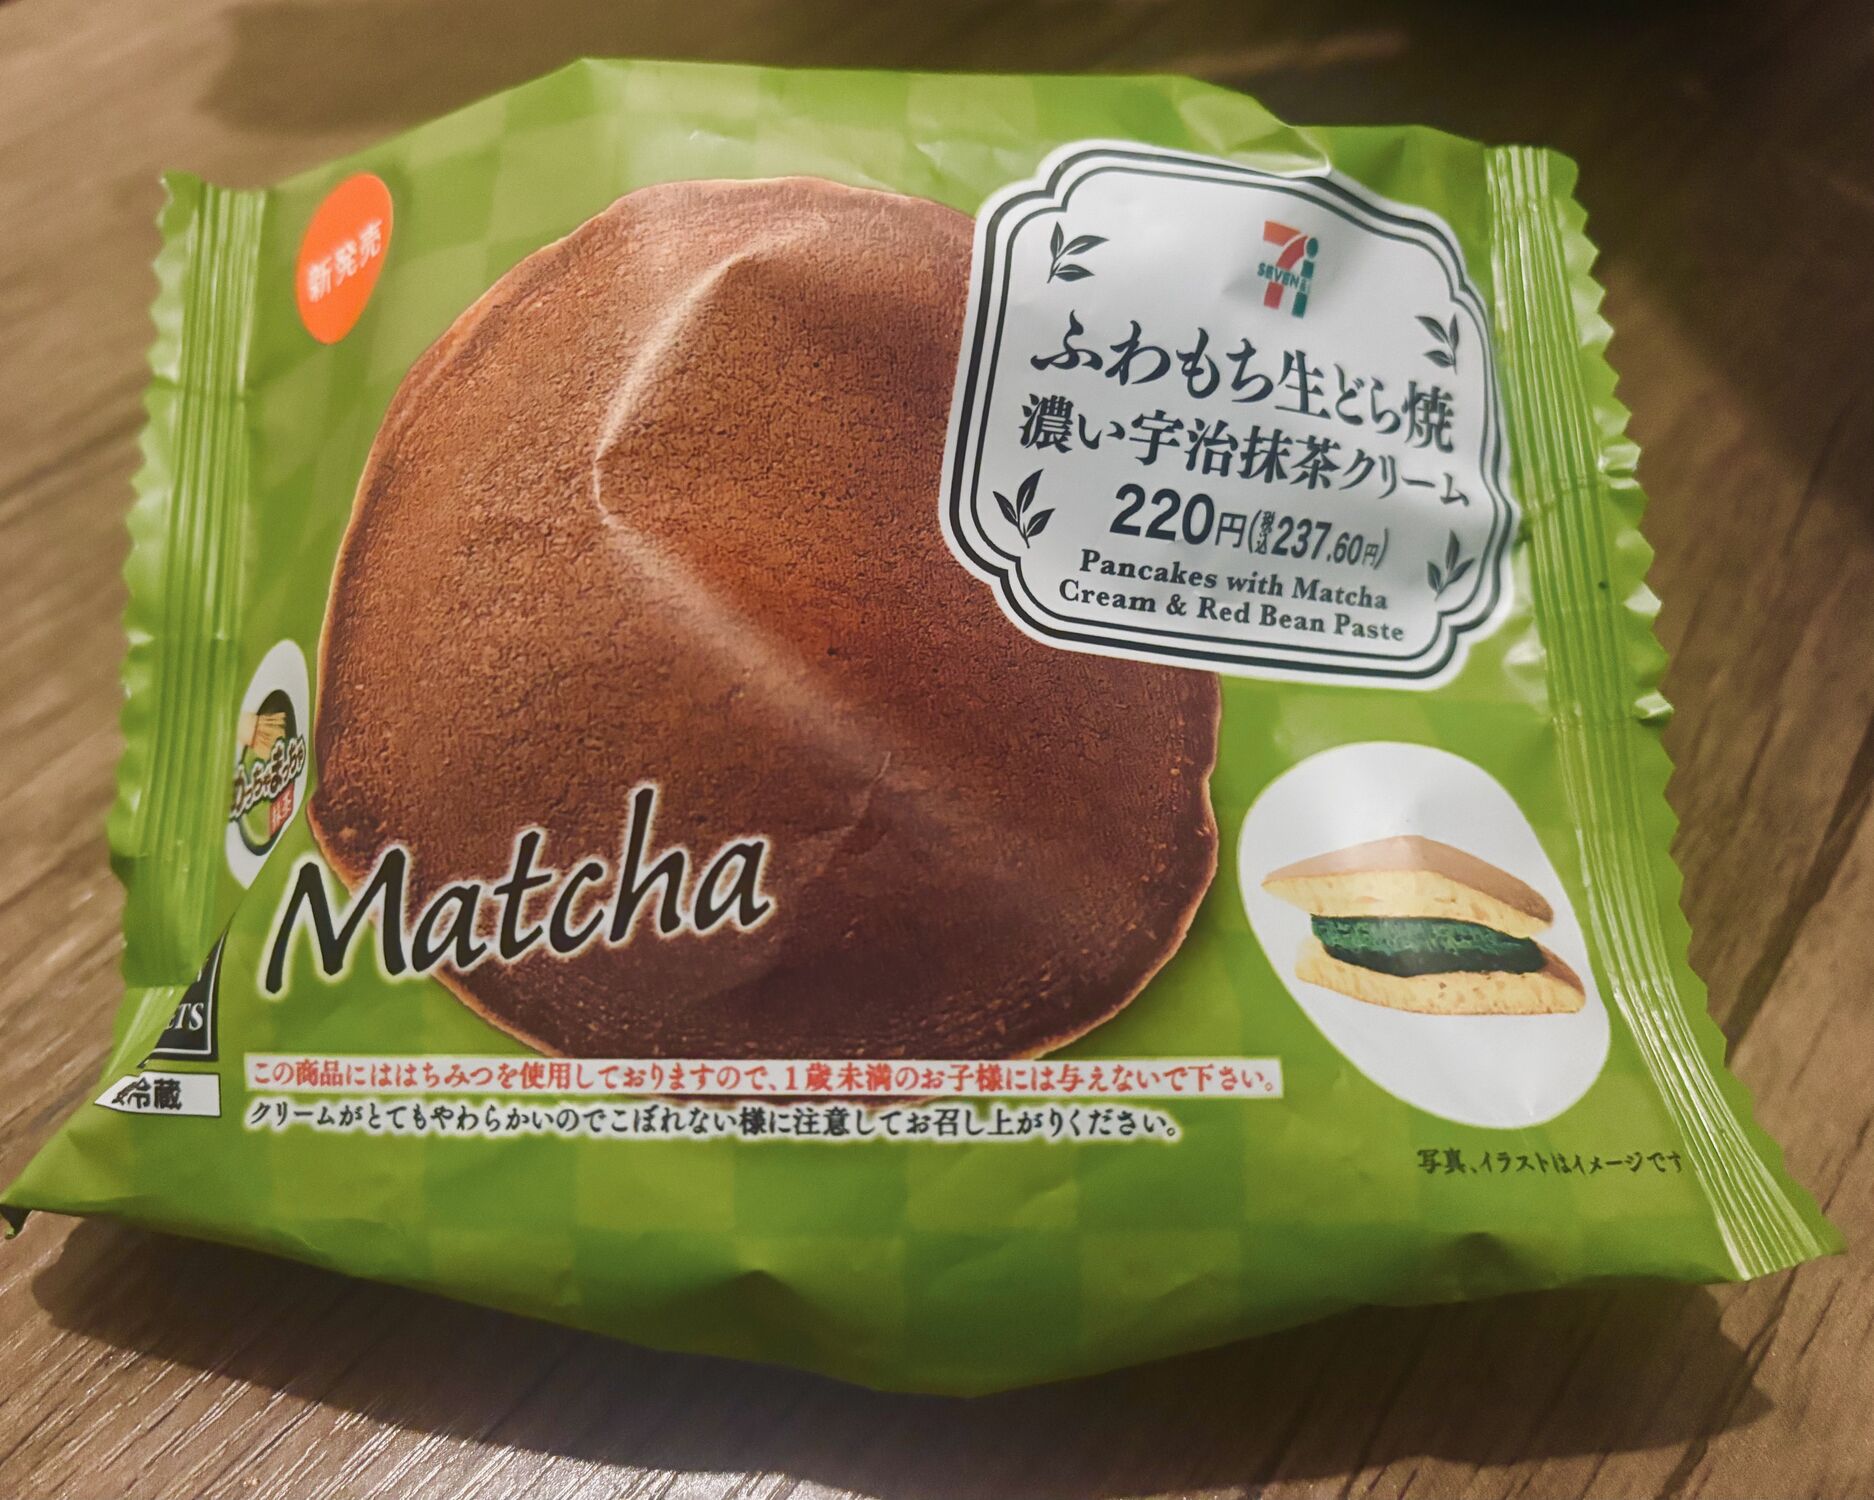 新発売
SEVEN&i
ふわもち生どら焼
濃い宇治抹茶クリーム
220円(税込237.60円)
Pancakes with Matcha
Cream & Red Bean Paste
抹茶
Matcha
ETS
冷蔵
この商品にははちみつを使用しておりますので、1歳未満のお子様には与えないで下さい。
クリームがとてもやわらかいのでこぼれない様に注意してお召し上がりください。
写真、イラストはイメージです